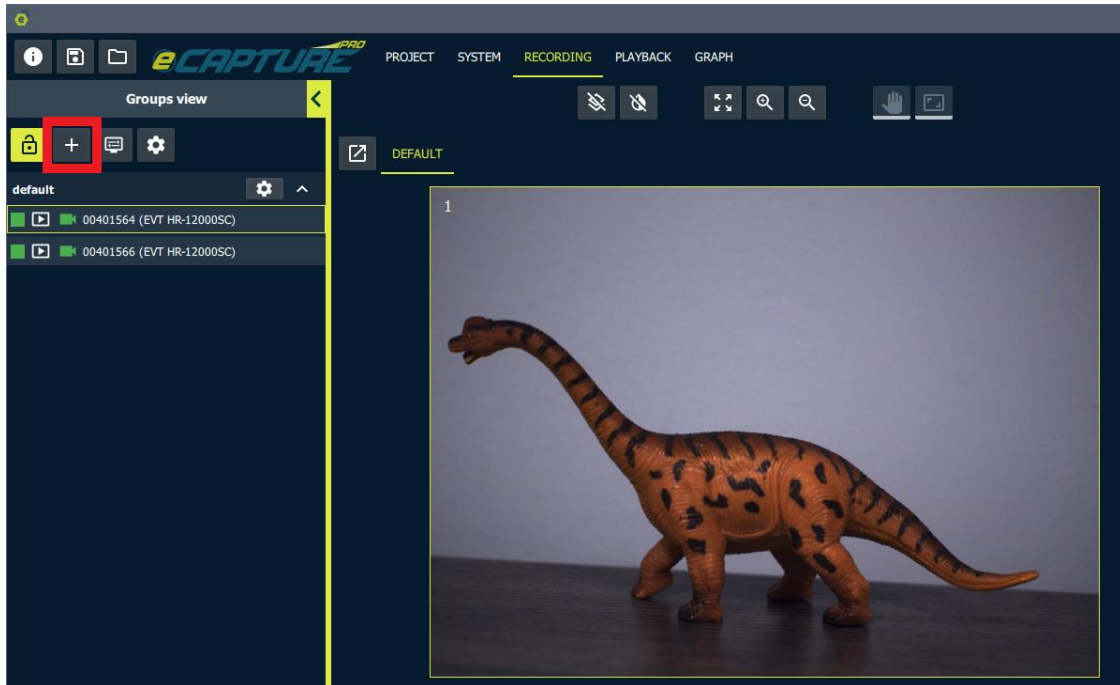 eCAPTURE PRO
PROJECT SYSTEM RECORDING PLAYBACK GRAPH
Groups view
DEFAULT
default
1
00401564 (EVT HR-12000SC)
00401566 (EVT HR-12000SC)